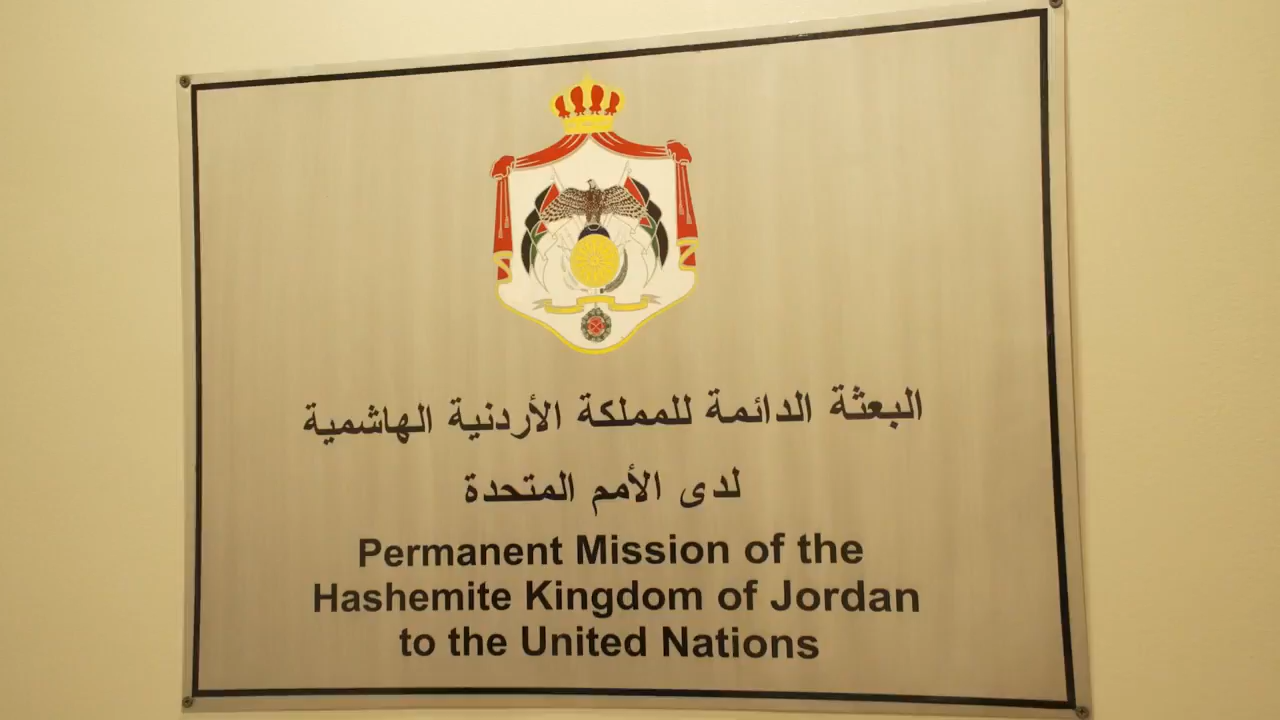 البعثة الدائمة للمملكة الأردنية الهاشمية
لدى الأمم المتحدة
Permanent Mission of the
Hashemite Kingdom of Jordan
to the United Nations